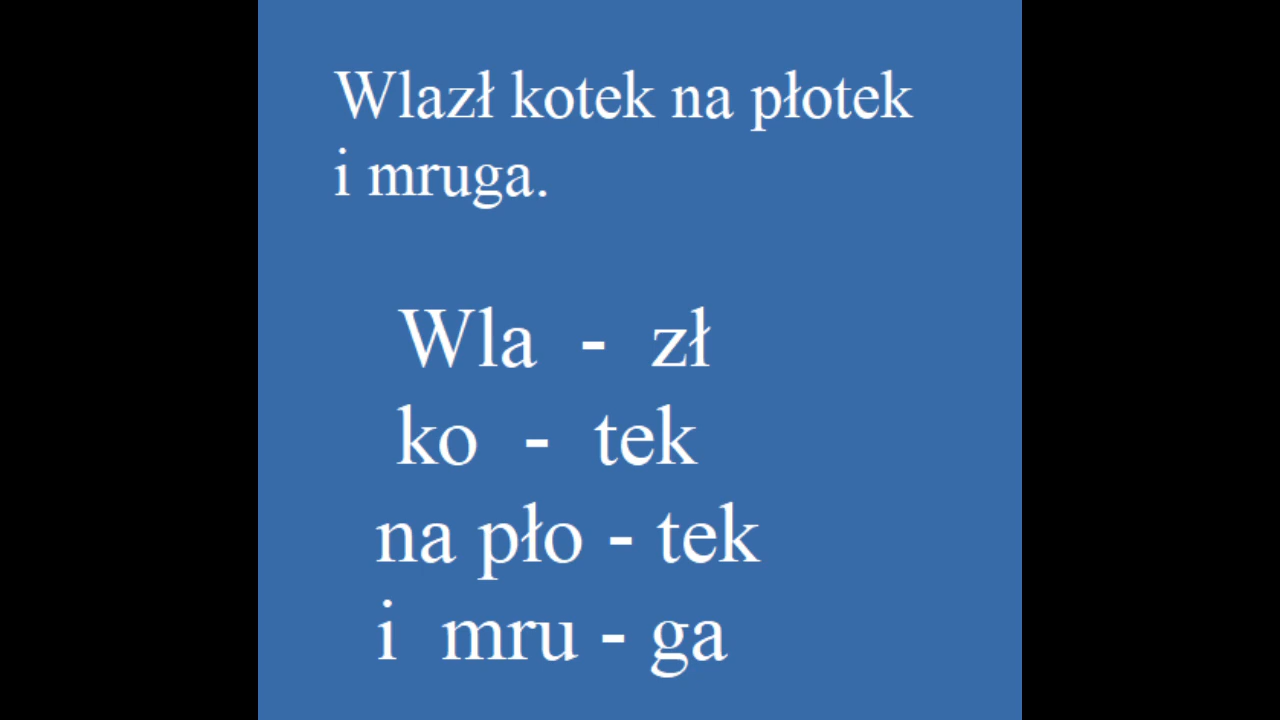 Wlazł kotek na płotek
i mruga.
Wla - zł
ko - tek
na pło - tek
i mru - ga